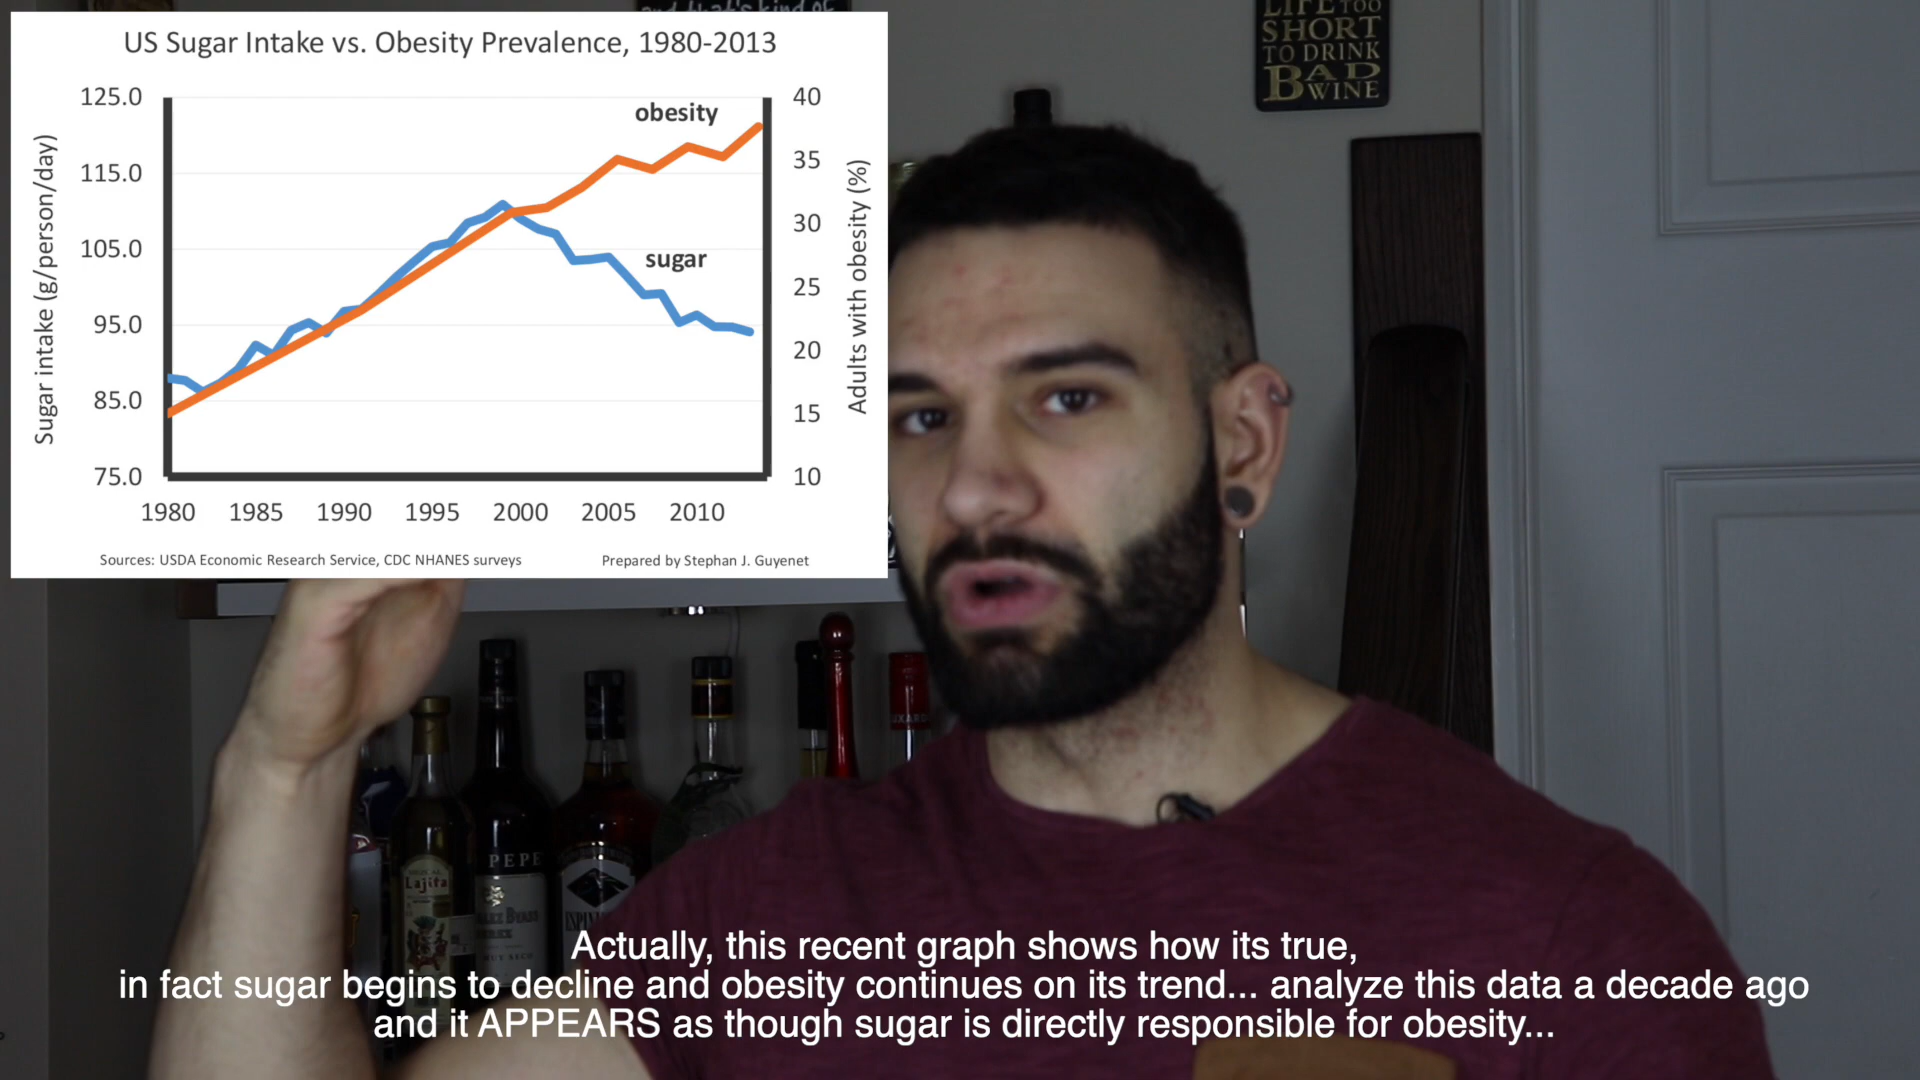 and that's kind of
LIFE TOO
SHORT
TO DRINK
BAD
WINE
US Sugar Intake vs. Obesity Prevalence, 1980-2013
125.0
115.0
105.0
95.0
85.0
75.0
Sugar intake (g/person/day)
obesity
sugar
40
35
30
25
20
15
10
Adults with obesity (%)
1980 1985 1990 1995 2000 2005 2010
Sources: USDA Economic Research Service, CDC NHANES surveys
Prepared by Stephan J. Guyenet
Lajita
PEPE
Actually, this recent graph shows how its true,
in fact sugar begins to decline and obesity continues on its trend... analyze this data a decade ago
and it APPEARS as though sugar is directly responsible for obesity...